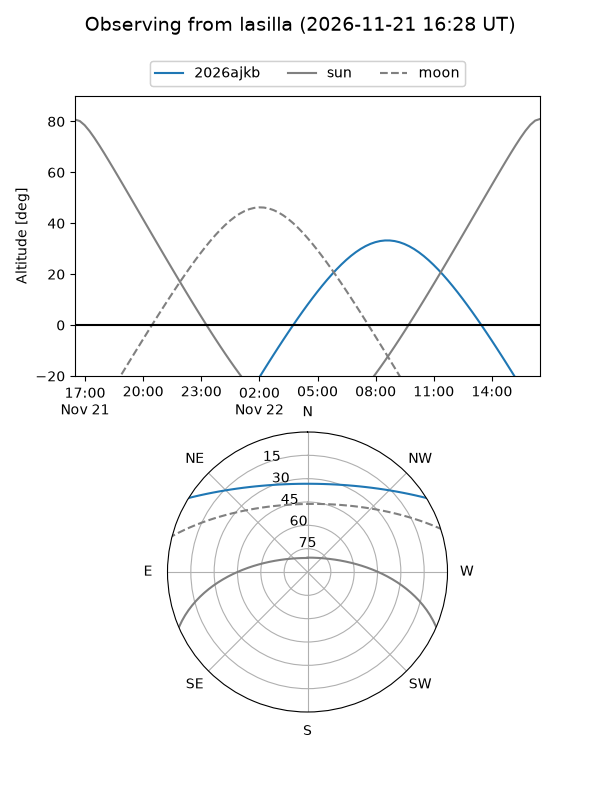 Observing from lasilla (2026-11-21 16:28 UT)
2026ajkb sun moon
Altitude [deg]
80
60
40
20
0
−20
17:00 20:00 23:00 02:00 05:00 08:00 11:00 14:00
Nov 21 Nov 22
N
NE NW
15
30
45
60
75
E W
SE SW
S